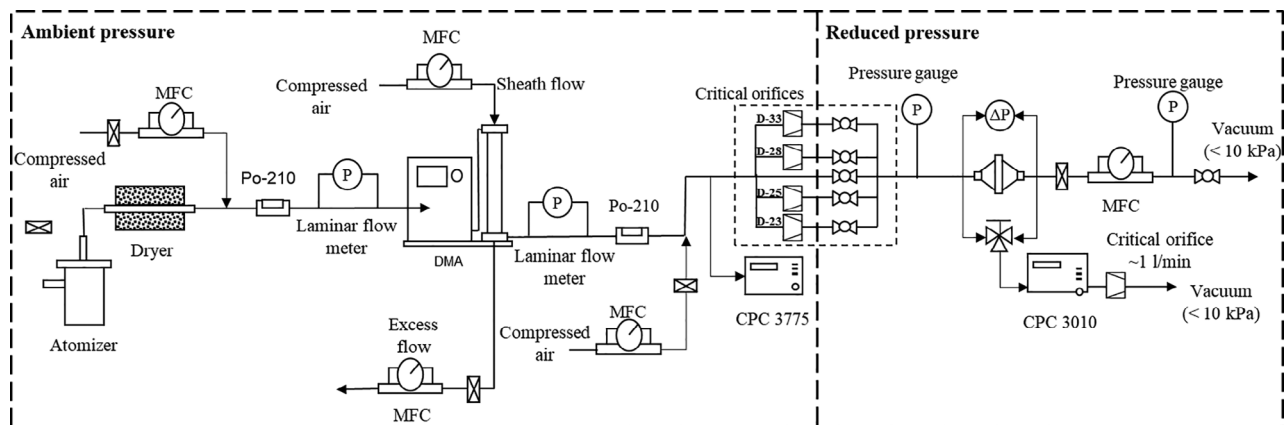 Ambient pressure
MFC
Compressed
air
Sheath flow
MFC
Compressed
air
Po-210
P
Laminar flow
meter
Dryer
Atomizer
DMA
P
Laminar flow
meter
Po-210
Excess
flow
MFC
Compressed
air
MFC
CPC 3775
Critical orifices
D-33
D-28
D-25
D-23
Reduced pressure
Pressure gauge
P
ΔP
Pressure gauge
P
Vacuum
(< 10 kPa)
MFC
Critical orifice
~1 l/min
CPC 3010
Vacuum
(< 10 kPa)